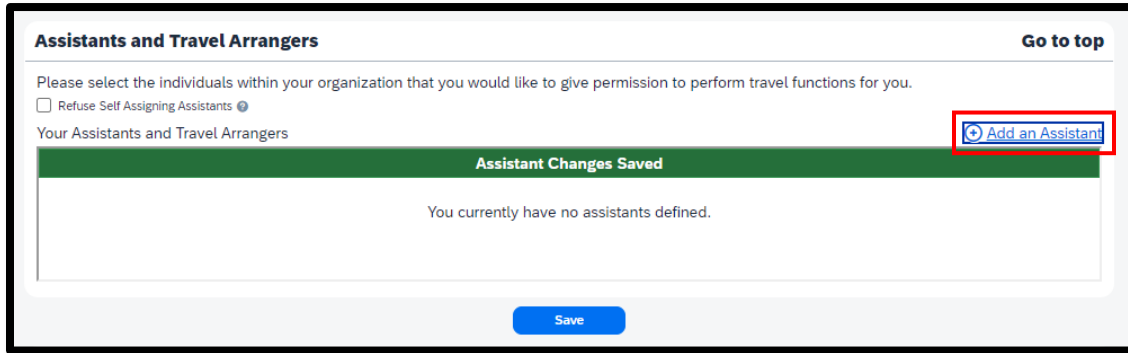 Assistants and Travel Arrangers
Go to top
Please select the individuals within your organization that you would like to give permission to perform travel functions for you.
Refuse Self Assigning Assistants ?
Your Assistants and Travel Arrangers
Add an Assistant
Assistant Changes Saved
You currently have no assistants defined.
Save